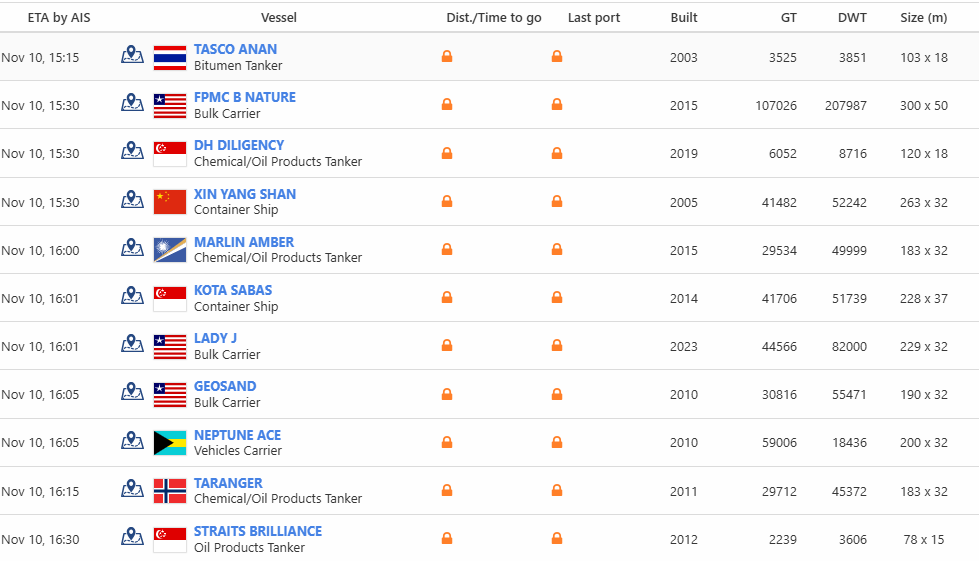 ETA by AIS Vessel Dist./Time to go Last port Built GT DWT Size (m)
Nov 10, 15:15 TASCO ANAN 2003 3525 3851 103 x 18
Bitumen Tanker
Nov 10, 15:30 FPMC B NATURE 2015 107026 207987 300 x 50
Bulk Carrier
Nov 10, 15:30 DH DILIGENCY 2019 6052 8716 120 x 18
Chemical/Oil Products Tanker
Nov 10, 15:30 XIN YANG SHAN 2005 41482 52242 263 x 32
Container Ship
Nov 10, 16:00 MARLIN AMBER 2015 29534 49999 183 x 32
Chemical/Oil Products Tanker
Nov 10, 16:01 KOTA SABAS 2014 41706 51739 228 x 37
Container Ship
Nov 10, 16:01 LADY J 2023 44566 82000 229 x 32
Bulk Carrier
Nov 10, 16:05 GEOSAND 2010 30816 55471 190 x 32
Bulk Carrier
Nov 10, 16:05 NEPTUNE ACE 2010 59006 18436 200 x 32
Vehicles Carrier
Nov 10, 16:15 TARANGER 2011 29712 45372 183 x 32
Chemical/Oil Products Tanker
Nov 10, 16:30 STRAITS BRILLIANCE 2012 2239 3606 78 x 15
Oil Products Tanker